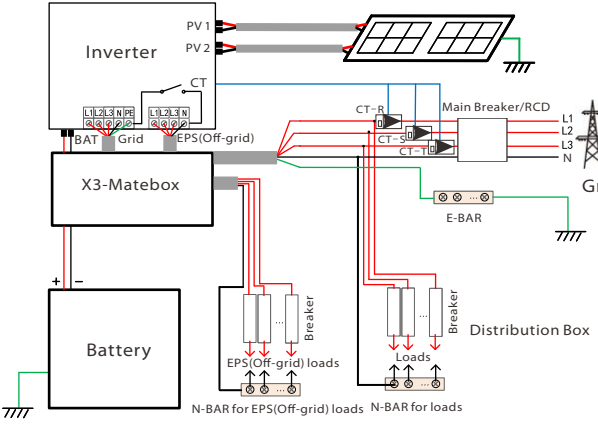 PV 1
PV 2
Inverter
CT
L1 L2 L3 N PE
L1 L2 L3 N
BAT
Grid
EPS(Off-grid)
CT-R
CT-S
CT-T
Main Breaker/RCD
L1
L2
L3
N
Gr
X3-Matebox
E-BAR
+ −
Battery
...
Breaker
...
Breaker
Distribution Box
EPS(Off-grid) loads
Loads
N-BAR for EPS(Off-grid) loads
N-BAR for loads